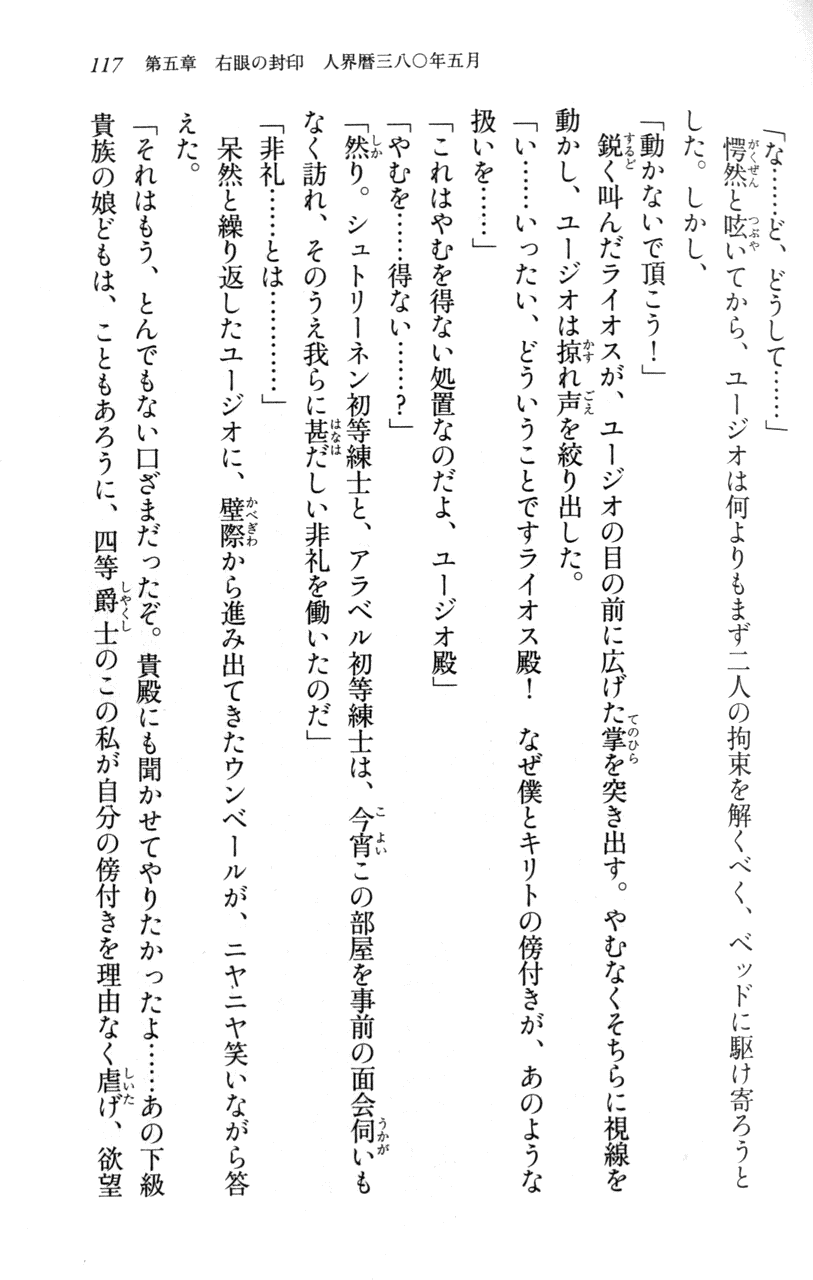 117 第五章 右眼の封印 人界暦三八〇年五月
「な……ど、どうして……」
愕然と呟いてから、ユージオは何よりもまず二人の拘束を解くべく、ベッドに駆け寄ろうと
した。しかし、
「動かないで頂こう！」
鋭く叫んだライオスが、ユージオの目の前に広げた掌を突き出す。やむなくそちらに視線を
動かし、ユージオは掠れ声を絞り出した。
「い……いったい、どういうことですライオス殿！　なぜ僕とキリトの傍付きが、あのような
扱いを……」
「これはやむを得ない処置なのだよ、ユージオ殿」
「やむを……得ない……？」
「然り。シュトリーネン初等練士と、アラベル初等練士は、今宵この部屋を事前の面会伺いも
なく訪れ、そのうえ我らに甚だしい非礼を働いたのだ」
「非礼……とは…………」
呆然と繰り返したユージオに、壁際から進み出てきたウンベールが、ニヤニヤ笑いながら答
えた。
「それはもう、とんでもない口ざまだったぞ。貴殿にも聞かせてやりたかったよ……あの下級
貴族の娘どもは、こともあろうに、四等爵士のこの私が自分の傍付きを理由なく虐げ、欲望